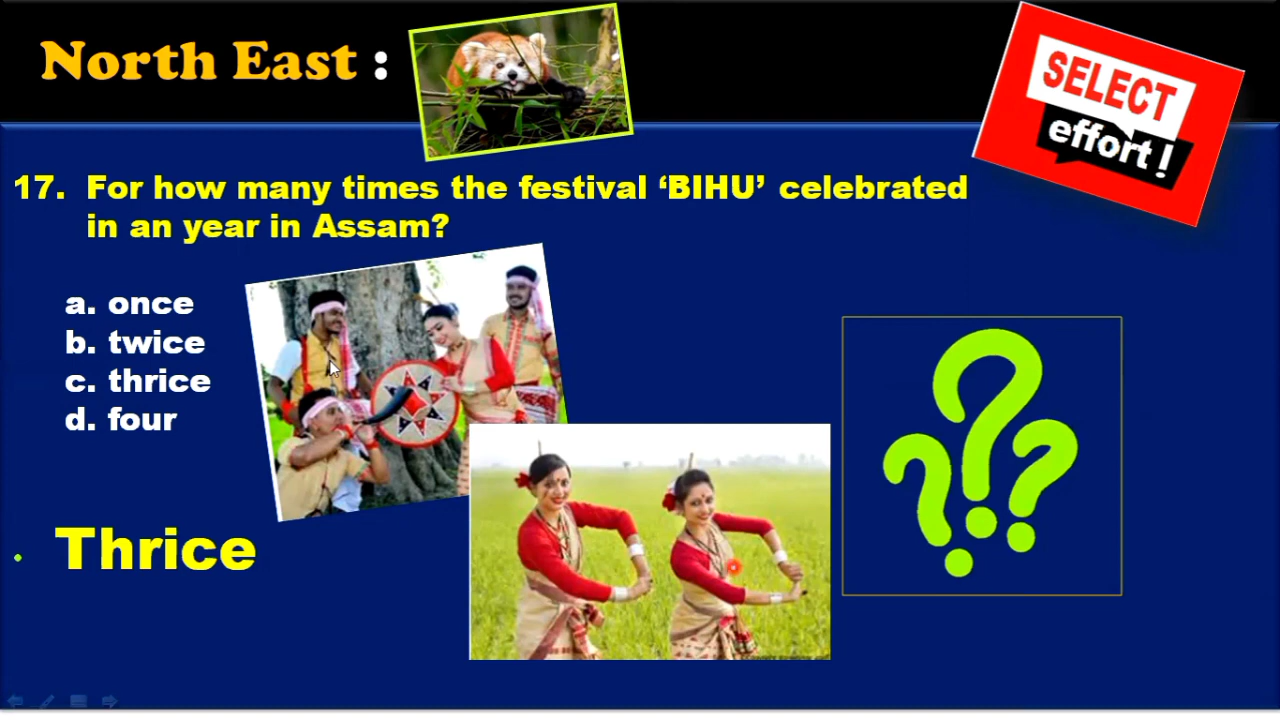 North East :
SELECT
effort !
17. For how many times the festival ‘BIHU’ celebrated
in an year in Assam?
a. once
b. twice
c. thrice
d. four
• Thrice